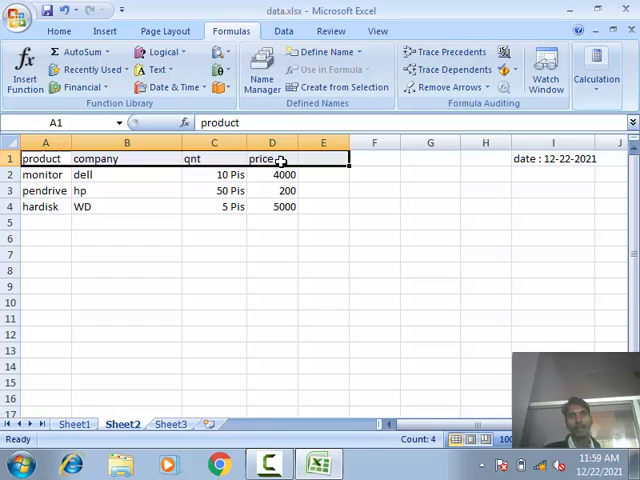 data.xlsx - Microsoft Excel
Home Insert Page Layout Formulas Data Review View
fx AutoSum Logical Define Name Trace Precedents
Insert Function Recently Used Text Name Manager Use in Formula Trace Dependents Watch Window Calculation
Financial Create from Selection Remove Arrows
Function Library Defined Names Formula Auditing
A1 fx product
A B C D E F G H I J
1 product company qnt price date : 12-22-2021
2 monitor dell 10 Pis 4000
3 pendrive hp 50 Pis 200
4 hardisk WD 5 Pis 5000
5
6
7
8
9
10
11
12
13
14
15
16
17
Sheet1 Sheet2 Sheet3
Ready Count: 4 100
11:59 AM
12/22/2021